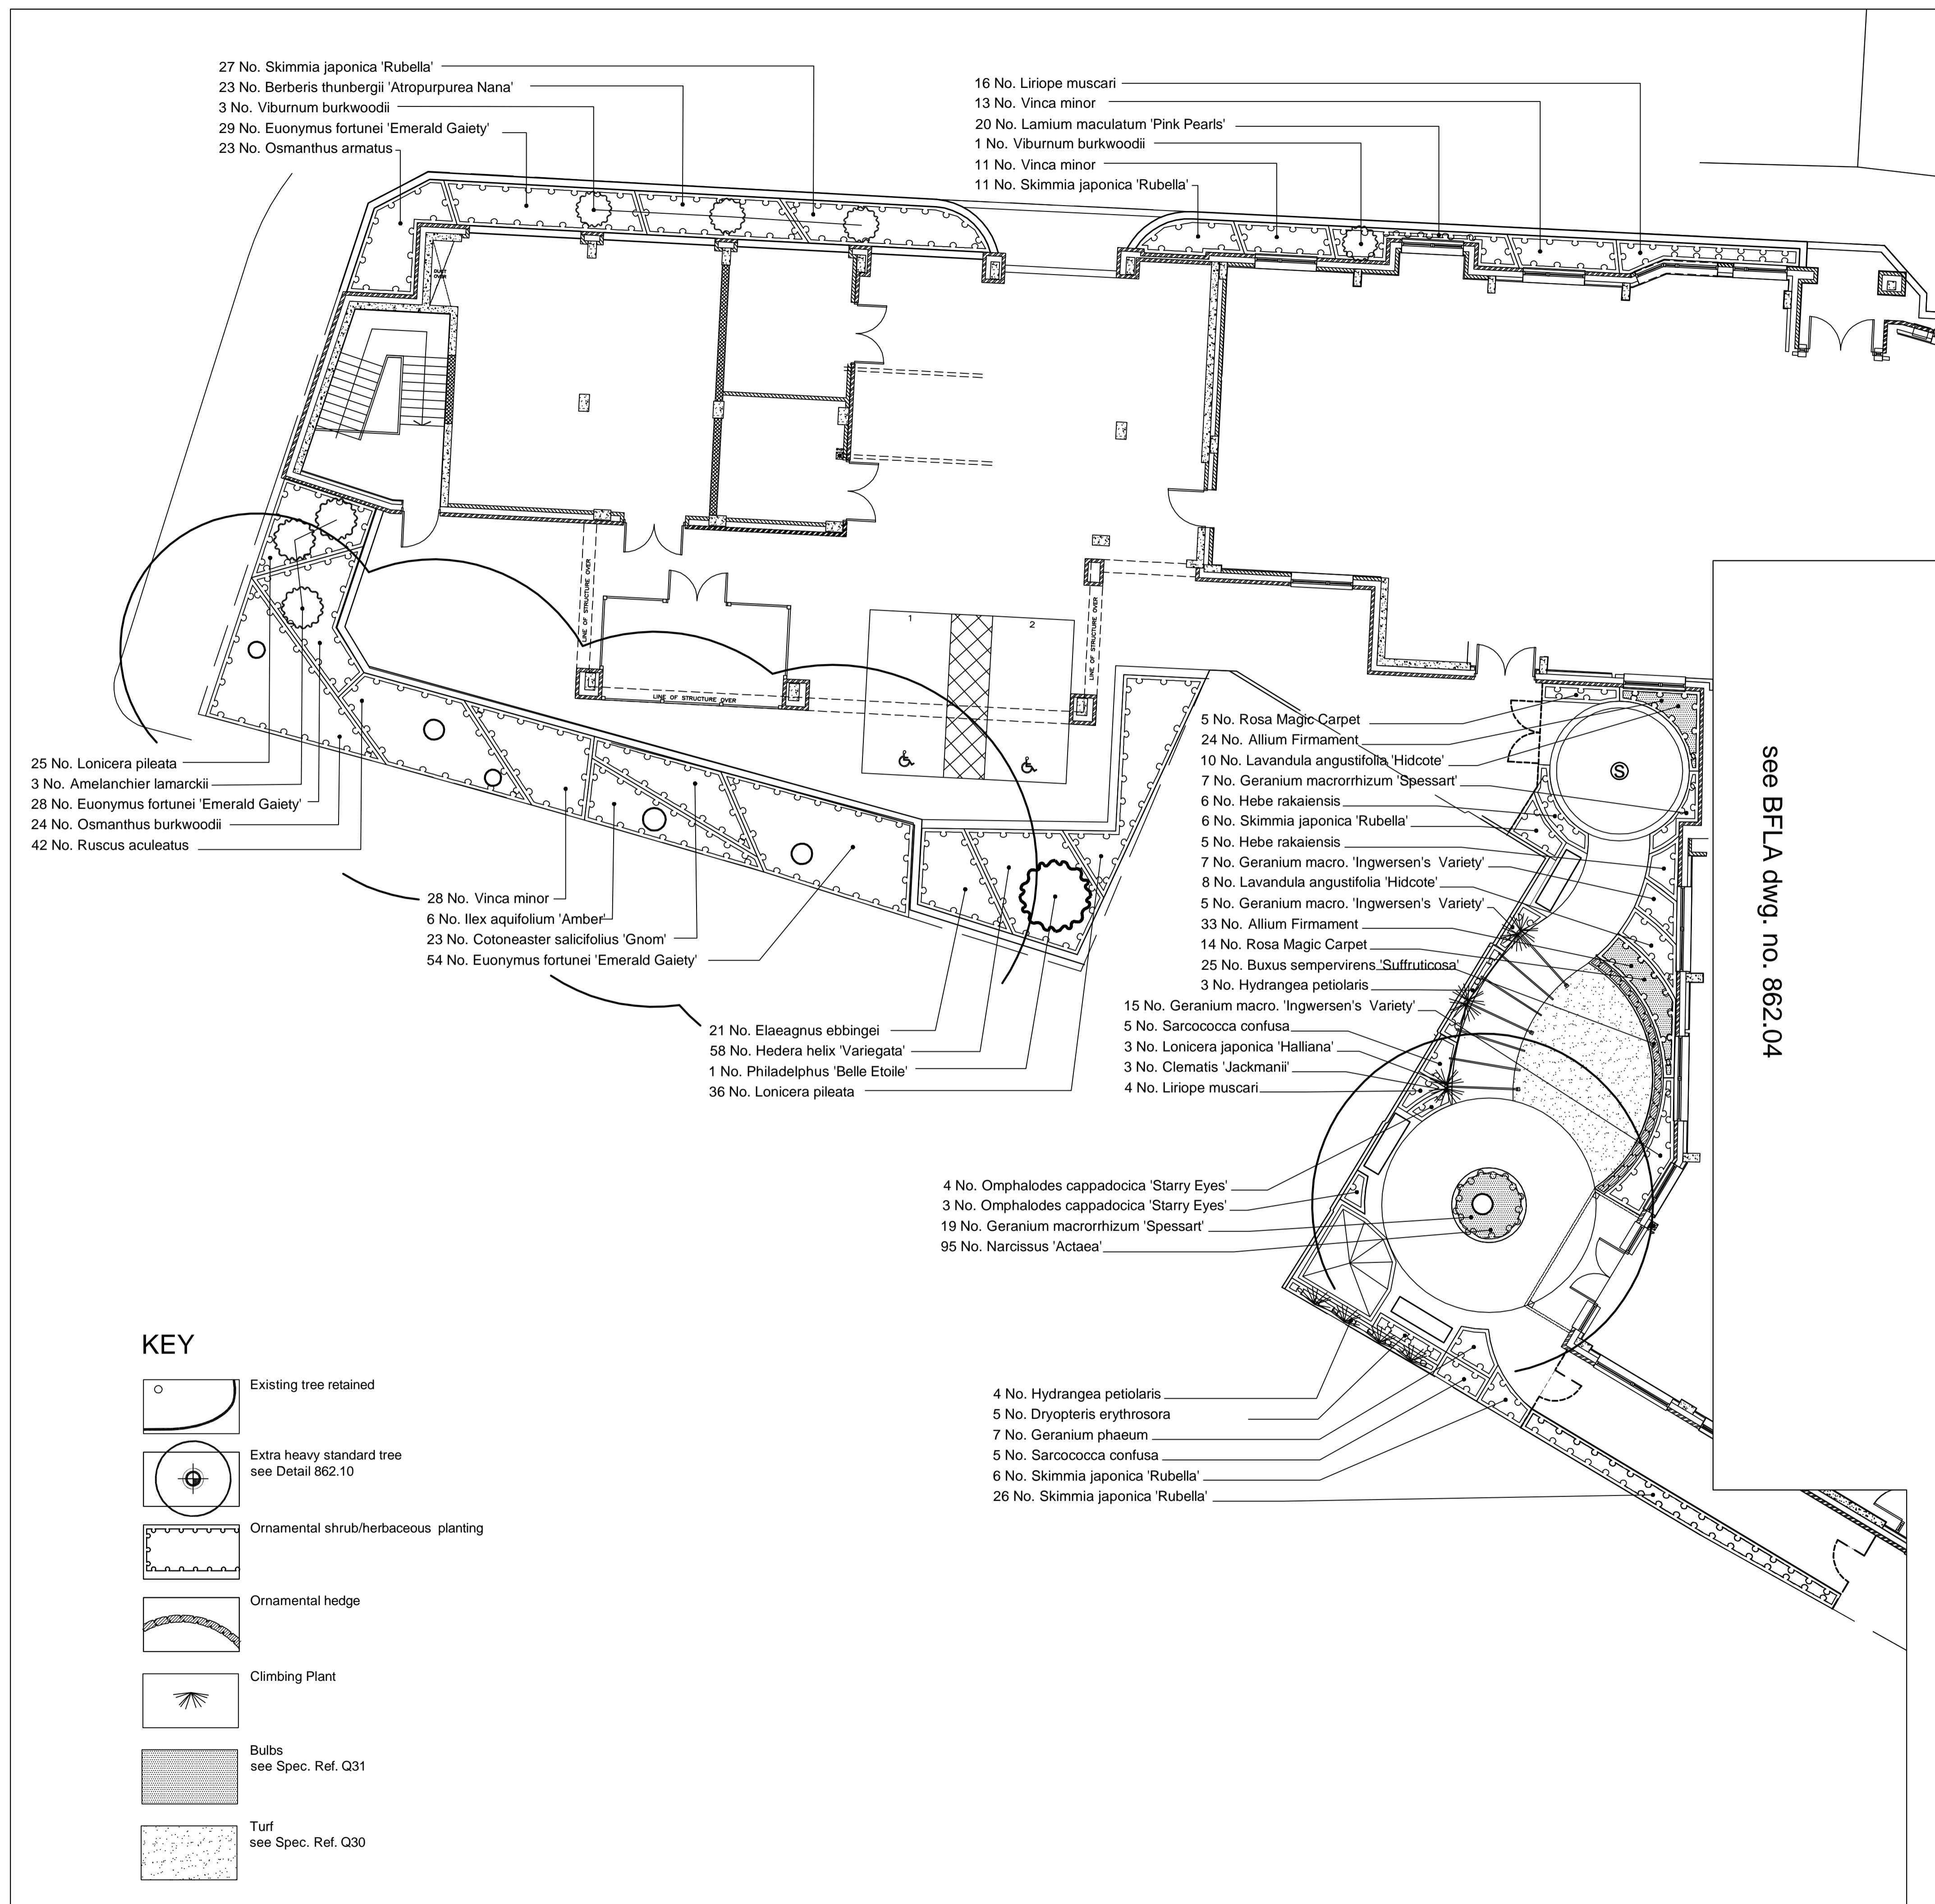 27 No. Skimmia japonica 'Rubella'
23 No. Berberis thunbergii 'Atropurpurea Nana'
3 No. Viburnum burkwoodii
29 No. Euonymus fortunei 'Emerald Gaiety'
23 No. Osmanthus armatus
16 No. Liriope muscari
13 No. Vinca minor
20 No. Lamium maculatum 'Pink Pearls'
1 No. Viburnum burkwoodii
11 No. Vinca minor
11 No. Skimmia japonica 'Rubella'
DUCT
OVER
LINE OF STRUCTURE OVER
LINE OF STRUCTURE OVER
LINE OF STRUCTURE OVER
1
2
25 No. Lonicera pileata
3 No. Amelanchier lamarckii
28 No. Euonymus fortunei 'Emerald Gaiety'
24 No. Osmanthus burkwoodii
42 No. Ruscus aculeatus
28 No. Vinca minor
6 No. Ilex aquifolium 'Amber'
23 No. Cotoneaster salicifolius 'Gnom'
54 No. Euonymus fortunei 'Emerald Gaiety'
21 No. Elaeagnus ebbingei
58 No. Hedera helix 'Variegata'
1 No. Philadelphus 'Belle Etoile'
36 No. Lonicera pileata
5 No. Rosa Magic Carpet
24 No. Allium Firmament
10 No. Lavandula angustifolia 'Hidcote'
7 No. Geranium macrorrhizum 'Spessart'
6 No. Hebe rakaiensis
6 No. Skimmia japonica 'Rubella'
5 No. Hebe rakaiensis
7 No. Geranium macro. 'Ingwersen's Variety'
8 No. Lavandula angustifolia 'Hidcote'
5 No. Geranium macro. 'Ingwersen's Variety'
33 No. Allium Firmament
14 No. Rosa Magic Carpet
25 No. Buxus sempervirens 'Suffruticosa'
3 No. Hydrangea petiolaris
15 No. Geranium macro. 'Ingwersen's Variety'
5 No. Sarcococca confusa
3 No. Lonicera japonica 'Halliana'
3 No. Clematis 'Jackmanii'
4 No. Liriope muscari
S
see BFLA dwg. no. 862.04
4 No. Omphalodes cappadocica 'Starry Eyes'
3 No. Omphalodes cappadocica 'Starry Eyes'
19 No. Geranium macrorrhizum 'Spessart'
95 No. Narcissus 'Actaea'
4 No. Hydrangea petiolaris
5 No. Dryopteris erythrosora
7 No. Geranium phaeum
5 No. Sarcococca confusa
6 No. Skimmia japonica 'Rubella'
26 No. Skimmia japonica 'Rubella'
KEY
Existing tree retained
Extra heavy standard tree
see Detail 862.10
Ornamental shrub/herbaceous planting
Ornamental hedge
Climbing Plant
Bulbs
see Spec. Ref. Q31
Turf
see Spec. Ref. Q30